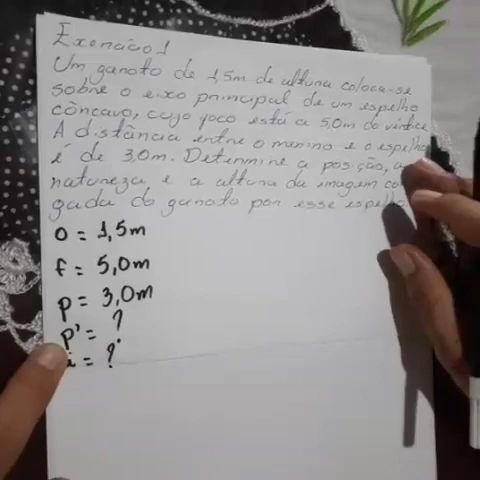 Exercício 1
Um garoto de 1,5m de altura coloca-se
sobre o eixo principal de um espelho
côncavo, cujo foco está a 5,0m do vértice
A distância entre o menino e o espelho
é de 3,0m. Determine a posição, a
natureza e a altura da imagem
do garoto por esse espelho
o = 1,5m
f = 5,0m
p = 3,0m
p' = ?
i = ?